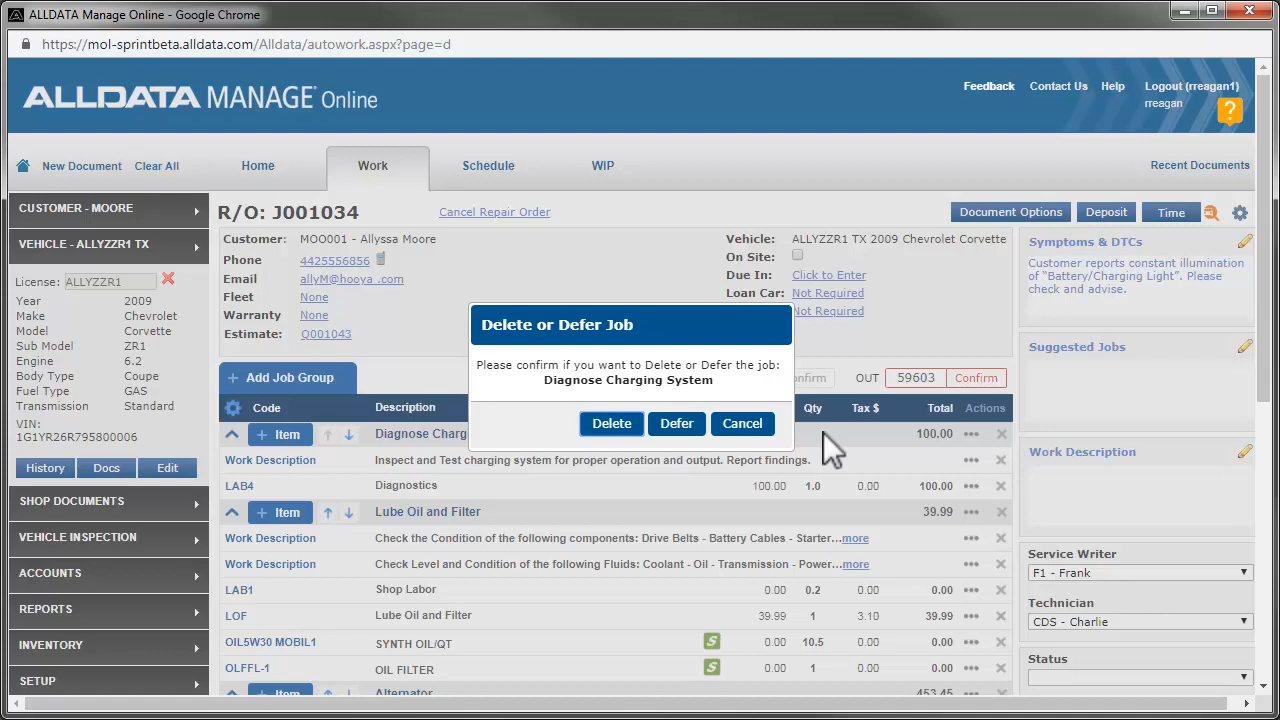 ALLDATA Manage Online - Google Chrome
https://mol-sprintbeta.alldata.com/Alldata/autowork.aspx?page=d
ALLDATA MANAGE® Online
Feedback Contact Us Help Logout (rreagan1)
rreagan
?
New Document Clear All Home Work Schedule WIP Recent Documents
CUSTOMER - MOORE
VEHICLE - ALLYZZR1 TX
License: ALLYZZR1
Year 2009
Make Chevrolet
Model Corvette
Sub Model ZR1
Engine 6.2
Body Type Coupe
Fuel Type GAS
Transmission Standard
VIN:
1G1YR26R795800006
History Docs Edit
SHOP DOCUMENTS
VEHICLE INSPECTION
ACCOUNTS
REPORTS
INVENTORY
SETUP
R/O: J001034 Cancel Repair Order Document Options Deposit Time
Customer: MOO001 - Allyssa Moore
Phone 4425556856
Email allyM@hooya .com
Fleet None
Warranty None
Estimate: Q001043
Vehicle: ALLYZZR1 TX 2009 Chevrolet Corvette
On Site:
Due In: Click to Enter
Loan Car: Not Required
Not Required
Delete or Defer Job
Please confirm if you want to Delete or Defer the job:
Diagnose Charging System
Delete Defer Cancel
+ Add Job Group OUT 59603 Confirm
Code Description Qty Tax $ Total Actions
+ Item Diagnose Charg 100.00
Work Description Inspect and Test charging system for proper operation and output. Report findings.
LAB4 Diagnostics 100.00 1.0 0.00 100.00
+ Item Lube Oil and Filter 39.99
Work Description Check the Condition of the following components: Drive Belts - Battery Cables - Starter...more
Work Description Check Level and Condition of the following Fluids: Coolant - Oil - Transmission - Power...more
LAB1 Shop Labor 0.00 0.2 0.00 0.00
LOF Lube Oil and Filter 39.99 1 3.10 39.99
OIL5W30 MOBIL1 SYNTH OIL/QT S 0.00 10.5 0.00 0.00
OLFFL-1 OIL FILTER S 0.00 1 0.00 0.00
+ Item Alternator 453.45
Symptoms & DTCs
Customer reports constant illumination
of "Battery/Charging Light". Please
check and advise.
Suggested Jobs
Work Description
Service Writer
F1 - Frank
Technician
CDS - Charlie
Status